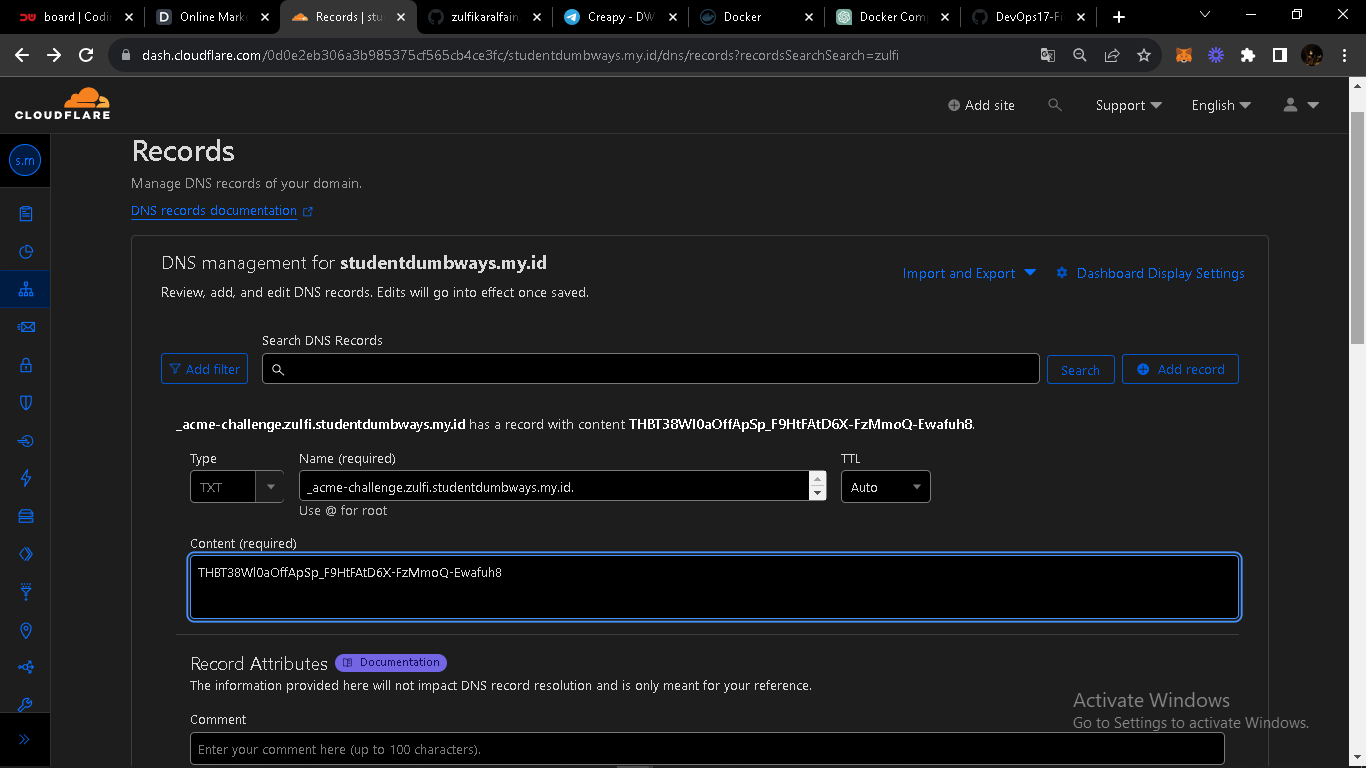 board | Codi
Online Mark
Records | stu
zulfikaralfain
Creapy - DW
Docker
Docker Com
DevOps17-Fi
dash.cloudflare.com/0d0e2eb306a3b985375cf565cb4ce3fc/studentdumbways.my.id/dns/records?recordsSearchSearch=zulfi
CLOUDFLARE
Add site
Support
English
s.m
Records
Manage DNS records of your domain.
DNS records documentation
DNS management for studentdumbways.my.id
Import and Export
Dashboard Display Settings
Review, add, and edit DNS records. Edits will go into effect once saved.
Search DNS Records
Add filter
Search
Add record
_acme-challenge.zulfi.studentdumbways.my.id has a record with content THBT38Wl0aOffApSp_F9HtFAtD6X-FzMmoQ-Ewafuh8.
Type
Name (required)
TTL
TXT
_acme-challenge.zulfi.studentdumbways.my.id.
Auto
Use @ for root
Content (required)
THBT38Wl0aOffApSp_F9HtFAtD6X-FzMmoQ-Ewafuh8
Record Attributes
Documentation
The information provided here will not impact DNS record resolution and is only meant for your reference.
Comment
Enter your comment here (up to 100 characters).
Activate Windows
Go to Settings to activate Windows.